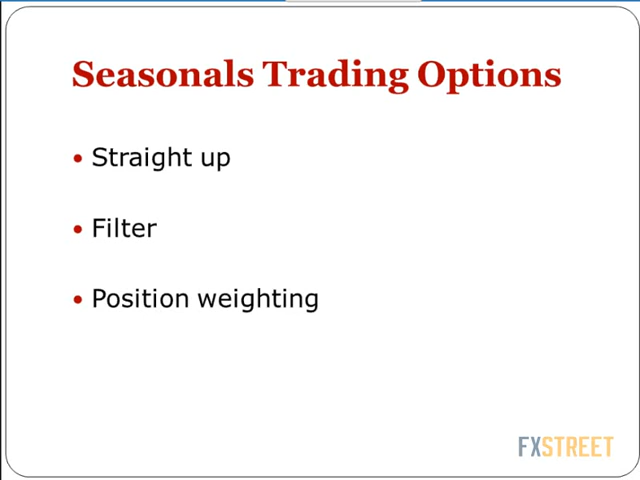 Seasonals Trading Options
• Straight up
• Filter
• Position weighting
FXSTREET